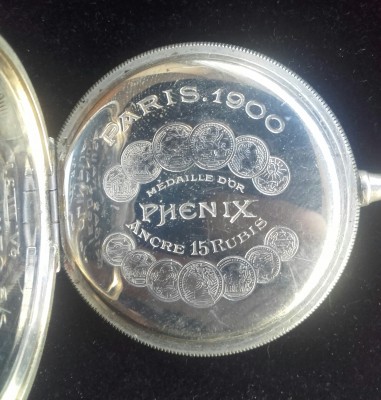 PARIS.1900
MÉDAILLE D'OR
PHENIX
ANCRE 15 RUBIS